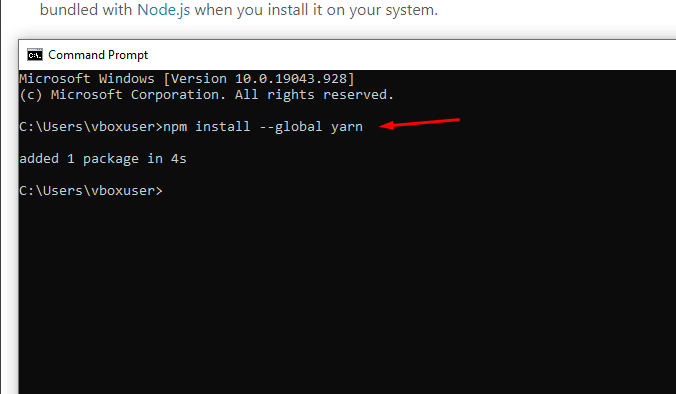 bundled with Node.js when you install it on your system.
Command Prompt
Microsoft Windows [Version 10.0.19043.928]
(c) Microsoft Corporation. All rights reserved.
C:\Users\vboxuser>npm install --global yarn
added 1 package in 4s
C:\Users\vboxuser>